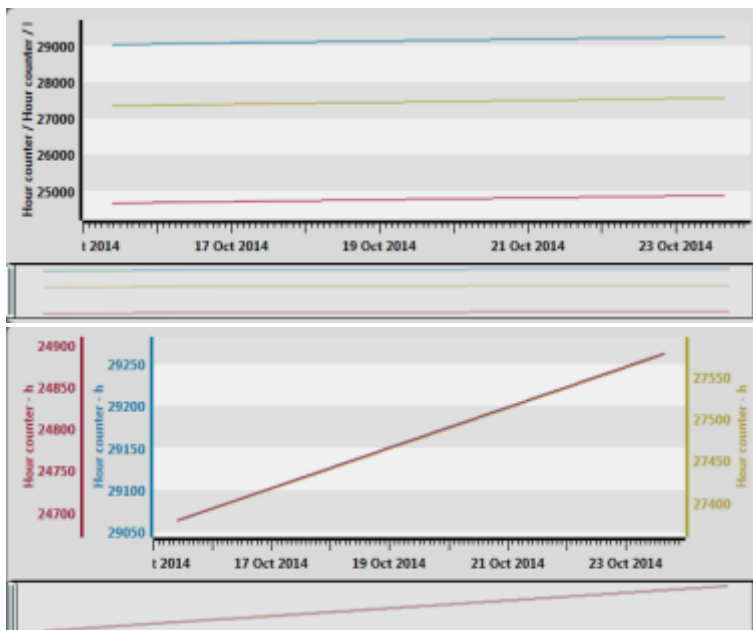 Hour counter / Hour counter / l
29000
28000
27000
26000
25000
t 2014
17 Oct 2014
19 Oct 2014
21 Oct 2014
23 Oct 2014
Hour counter - h
24900
24850
24800
24750
24700
Hour counter - h
29250
29200
29150
29100
29050
27550
27500
27450
27400
Hour counter - h
t 2014
17 Oct 2014
19 Oct 2014
21 Oct 2014
23 Oct 2014